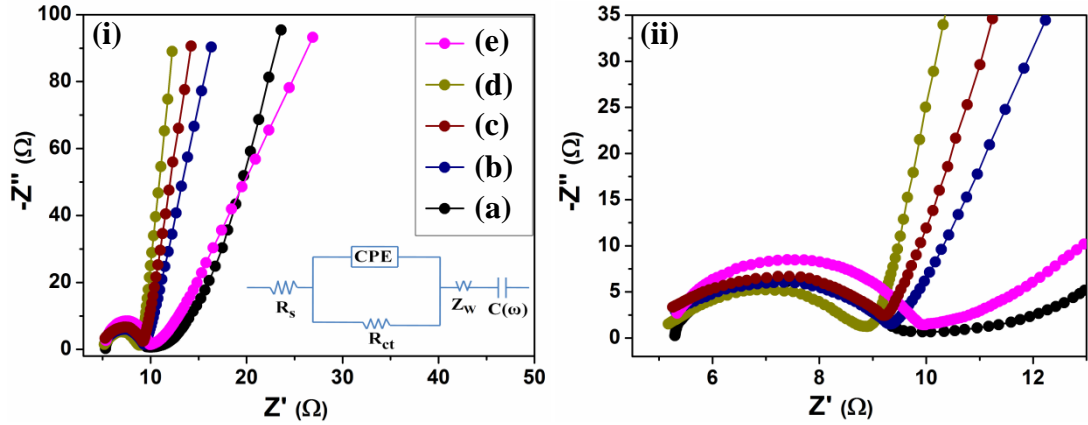 (i)
100
80
60
40
20
0
-Z" (Ω)
10
20
30
40
50
Z' (Ω)
(e)
(d)
(c)
(b)
(a)
CPE
Rs
Rct
Zw
C(ω)
(ii)
35
30
25
20
15
10
5
0
-5
-Z" (Ω)
6
8
10
12
Z' (Ω)